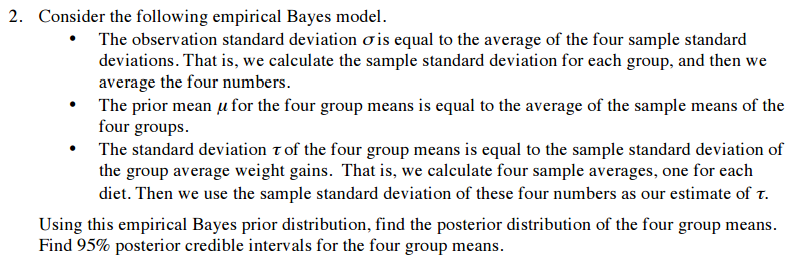 2. Consider the following empirical Bayes model.
• The observation standard deviation σ is equal to the average of the four sample standard
deviations. That is, we calculate the sample standard deviation for each group, and then we
average the four numbers.
• The prior mean μ for the four group means is equal to the average of the sample means of the
four groups.
• The standard deviation τ of the four group means is equal to the sample standard deviation of
the group average weight gains. That is, we calculate four sample averages, one for each
diet. Then we use the sample standard deviation of these four numbers as our estimate of τ.
Using this empirical Bayes prior distribution, find the posterior distribution of the four group means.
Find 95% posterior credible intervals for the four group means.